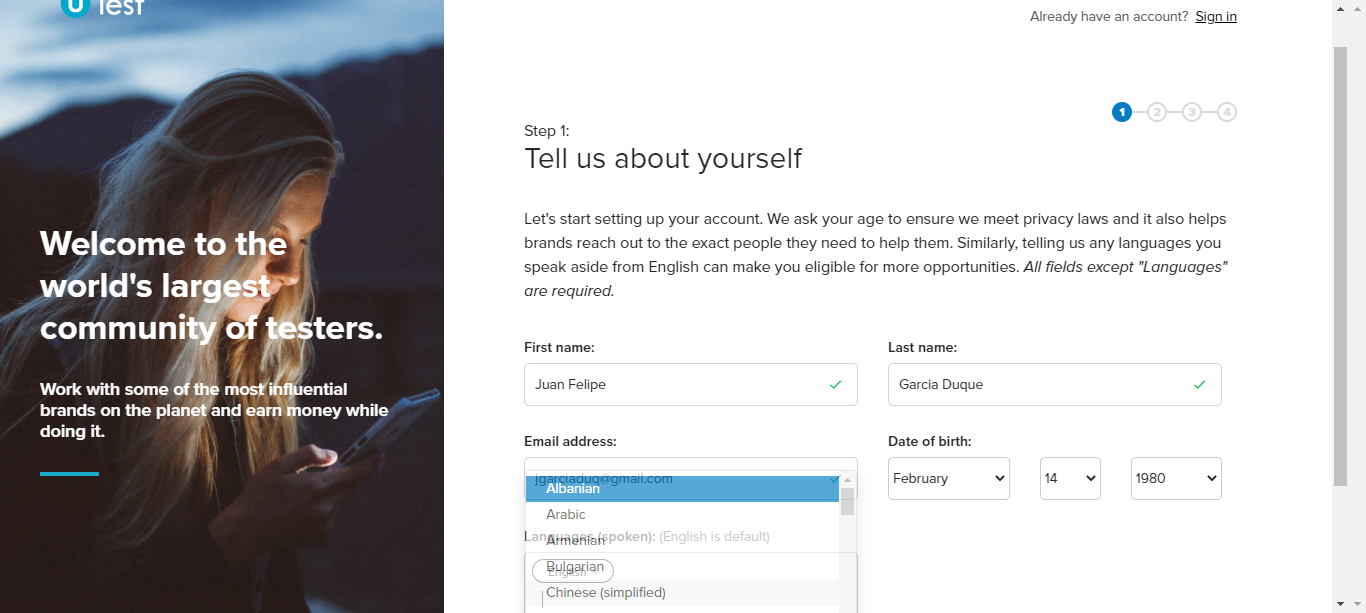 uTest
Already have an account? Sign in
1 2 3 4
Step 1:
Tell us about yourself
Let's start setting up your account. We ask your age to ensure we meet privacy laws and it also helps
brands reach out to the exact people they need to help them. Similarly, telling us any languages you
speak aside from English can make you eligible for more opportunities. All fields except "Languages"
are required.
Welcome to the
world's largest
community of testers.
Work with some of the most influential
brands on the planet and earn money while
doing it.
First name:
Last name:
Juan Felipe
Garcia Duque
Email address:
Date of birth:
jgarciaduq@gmail.com
February
14
1980
Albanian
Arabic
Languages (spoken): (English is default)
Armenian
Bulgarian
English
Chinese (simplified)